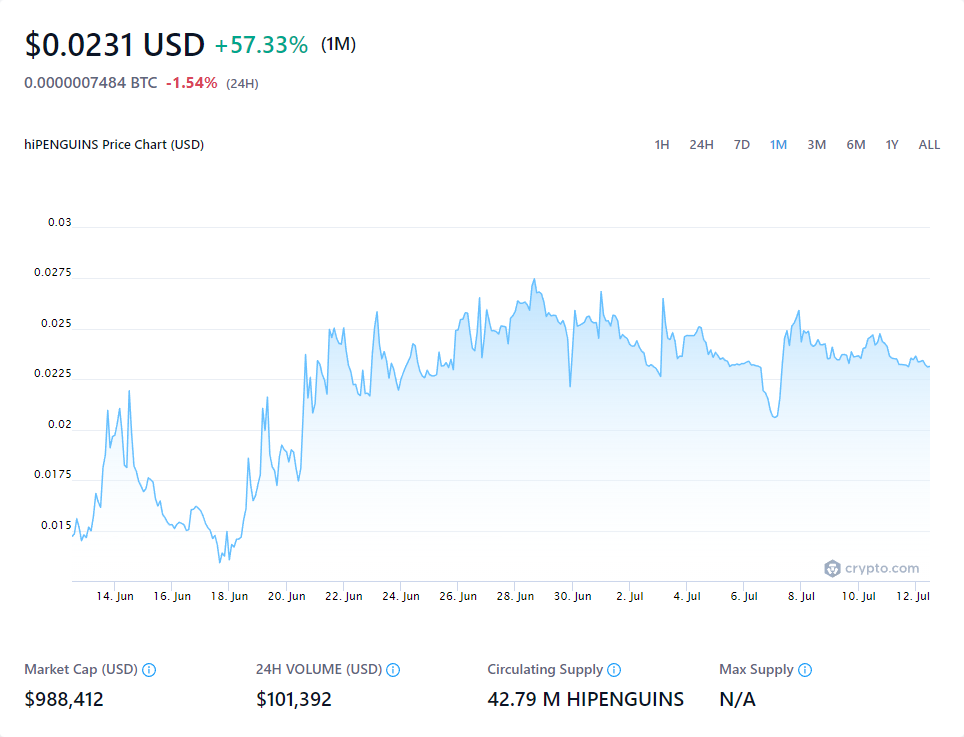 $0.0231 USD +57.33% (1M)
0.0000007484 BTC -1.54% (24H)
hiPENGUINS Price Chart (USD) 1H 24H 7D 1M 3M 6M 1Y ALL
0.03
0.0275
0.025
0.0225
0.02
0.0175
0.015
crypto.com
14. Jun 16. Jun 18. Jun 20. Jun 22. Jun 24. Jun 26. Jun 28. Jun 30. Jun 2. Jul 4. Jul 6. Jul 8. Jul 10. Jul 12. Jul
Market Cap (USD) 24H VOLUME (USD) Circulating Supply Max Supply
$988,412 $101,392 42.79 M HIPENGUINS N/A